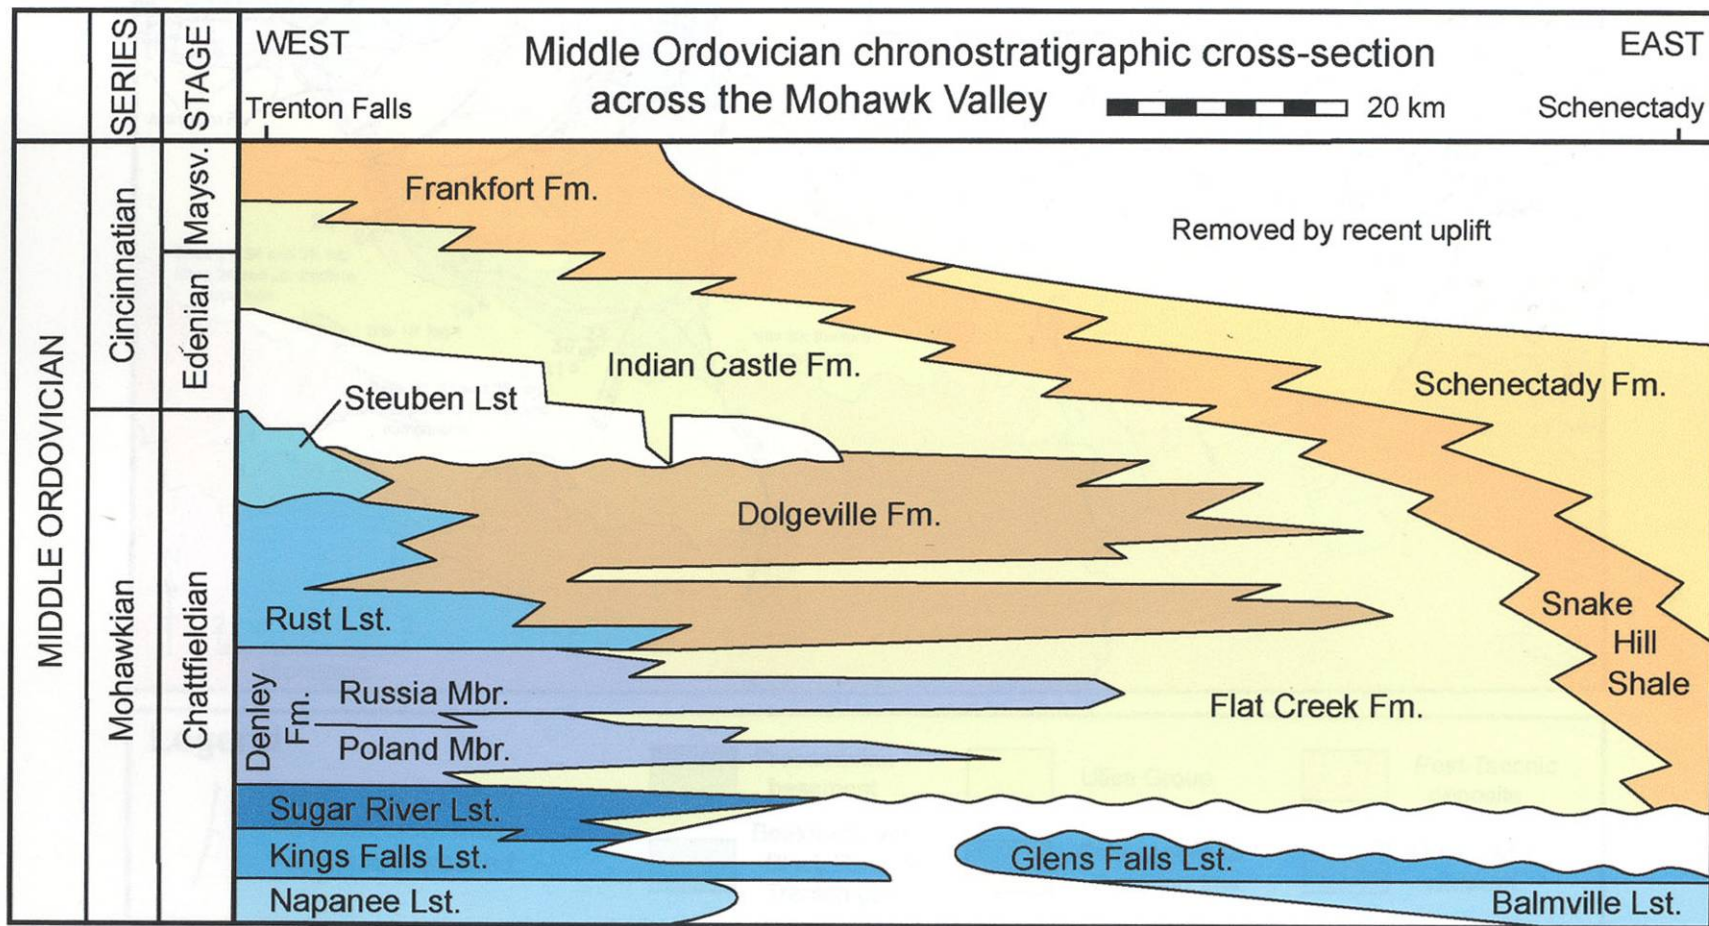 SERIES
STAGE
WEST
Middle Ordovician chronostratigraphic cross-section
across the Mohawk Valley
20 km
EAST
Trenton Falls
Schenectady
MIDDLE ORDOVICIAN
Cincinnatian
Mohawkian
Maysv.
Edenian
Chattfieldian
Frankfort Fm.
Removed by recent uplift
Indian Castle Fm.
Schenectady Fm.
Steuben Lst
Dolgeville Fm.
Rust Lst.
Snake
Hill
Shale
Denley
Fm.
Russia Mbr.
Flat Creek Fm.
Poland Mbr.
Sugar River Lst.
Kings Falls Lst.
Glens Falls Lst.
Napanee Lst.
Balmville Lst.